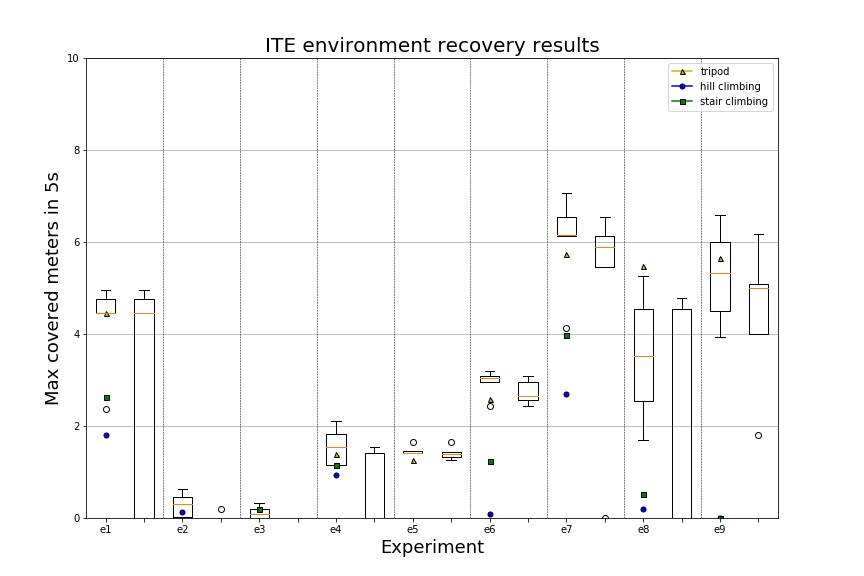 ITE environment recovery results
10
8
6
4
2
0
Max covered meters in 5s
tripod
hill climbing
stair climbing
e1 e2 e3 e4 e5 e6 e7 e8 e9
Experiment